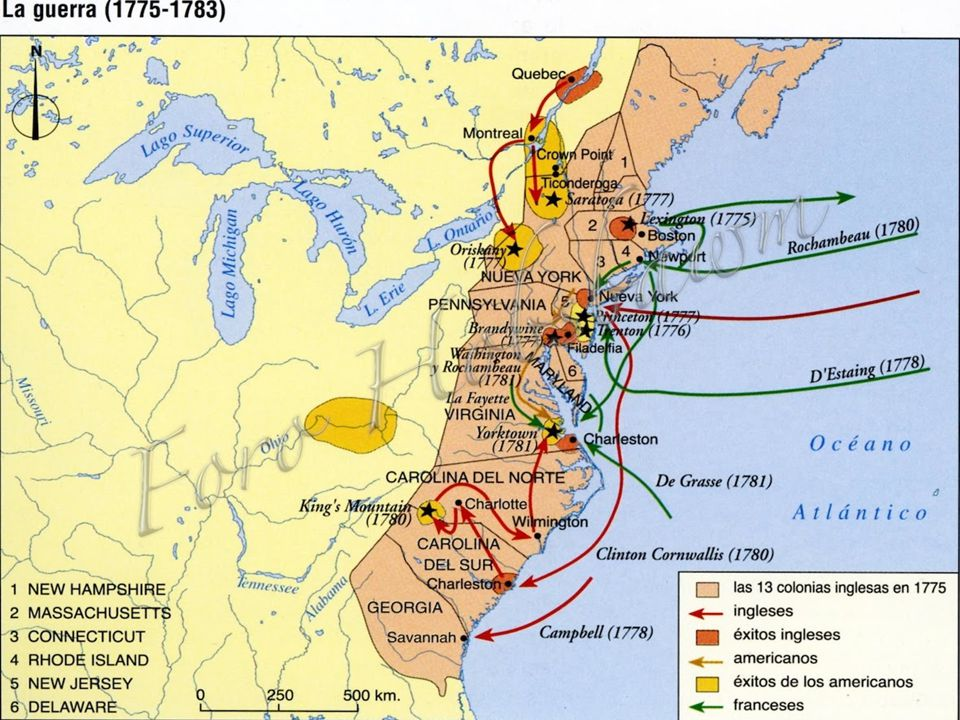 La guerra (1775-1783)
N
Quebec
Montreal
Crown Point
Ticonderoga
Saratoga (1777)
1
Lago Superior
Lago Michigan
Lago Hurón
L. Ontario
L. Erie
2
Lexington (1775)
Boston
4
3
Newport
Rochambeau (1780)
Oriskany
(1777)
NUEVA YORK
PENNSYLVANIA
5
Nueva York
Princeton (1777)
Trenton (1776)
Brandywine
(1777)
Filadelfia
Washington
y Rochambeau
(1781)
6
MARYLAND
D'Estaing (1778)
La Fayette
VIRGINIA
Yorktown
(1781)
Charleston
Missouri
Ohio
Océano
Atlántico
De Grasse (1781)
CAROLINA DEL NORTE
King's Mountain
(1780)
Charlotte
Wilmington
CAROLINA
DEL SUR
Charleston
Clinton Cornwallis (1780)
Tennessee
Alabama
GEORGIA
Savannah
Campbell (1778)
1 NEW HAMPSHIRE
2 MASSACHUSETTS
3 CONNECTICUT
4 RHODE ISLAND
5 NEW JERSEY
6 DELAWARE
0 250 500 km.
las 13 colonias inglesas en 1775
ingleses
éxitos ingleses
americanos
éxitos de los americanos
franceses